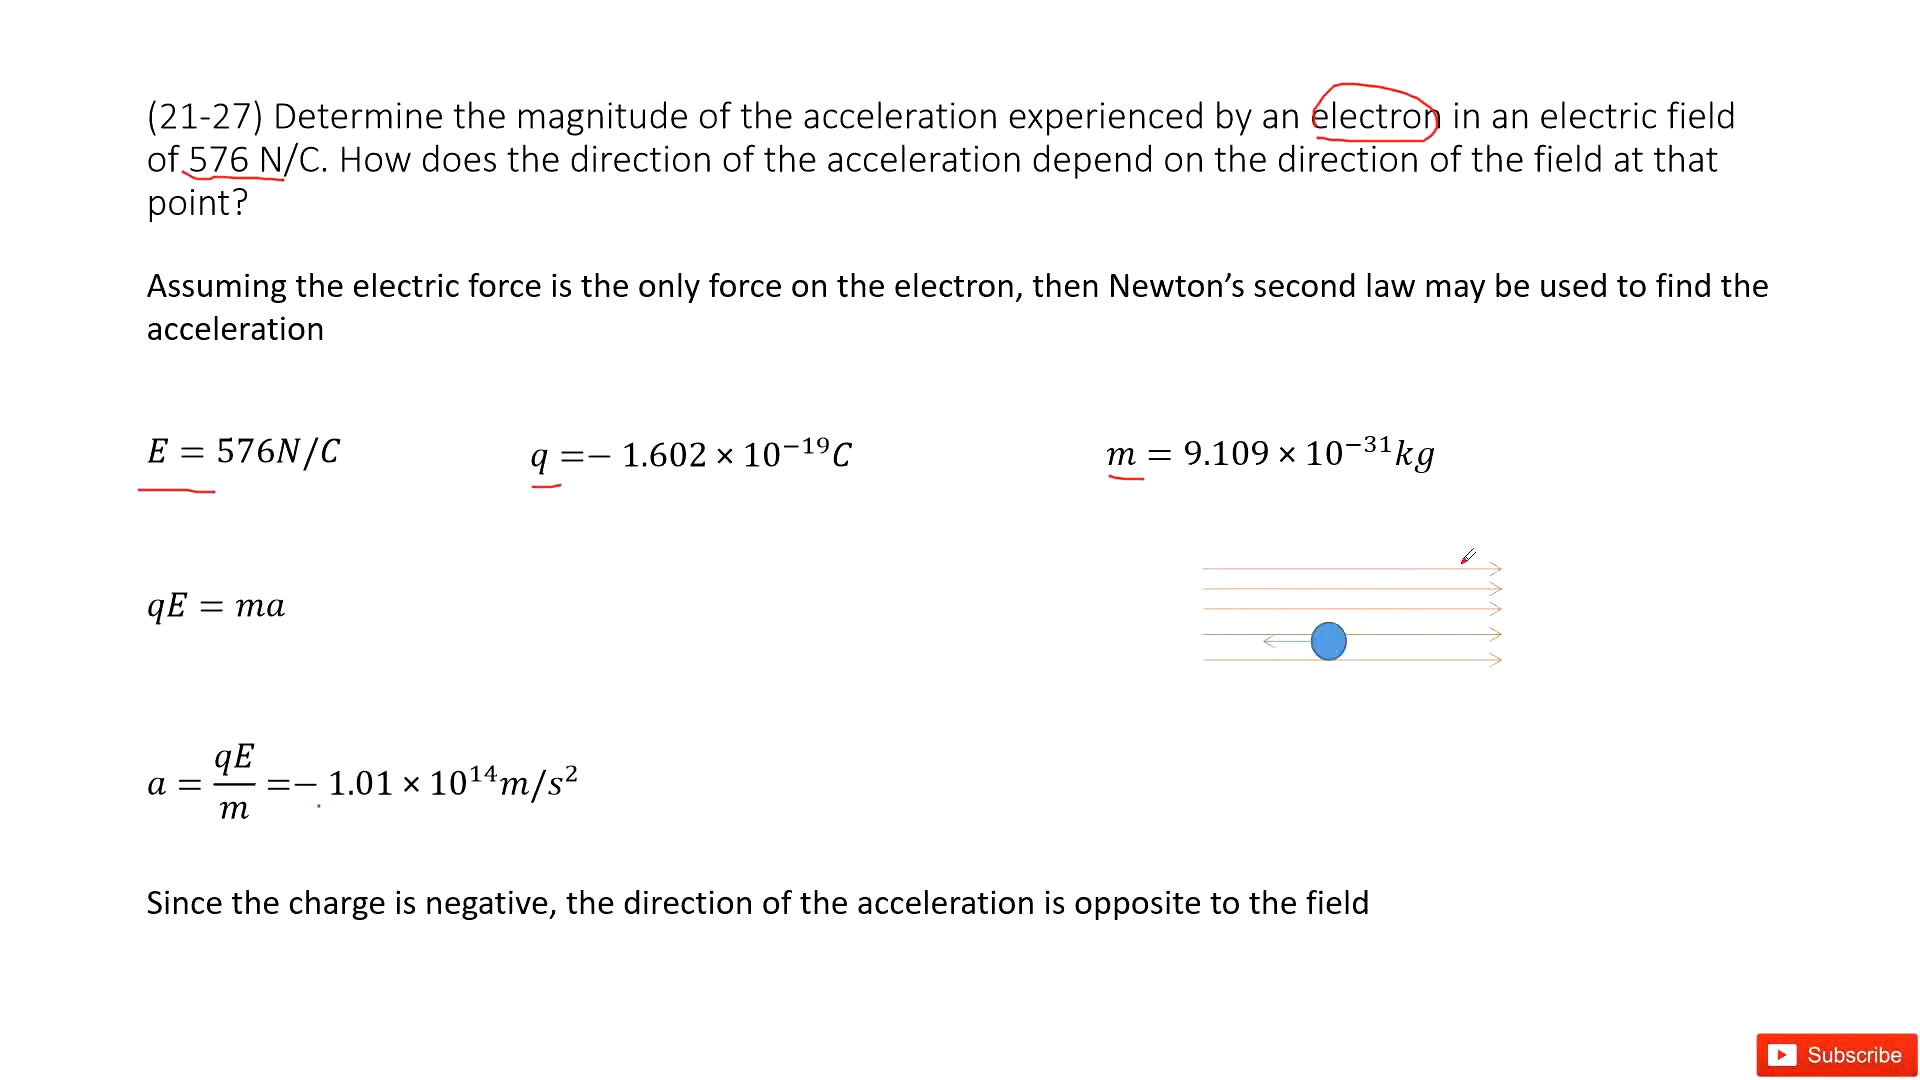 (21-27) Determine the magnitude of the acceleration experienced by an electron in an electric field
of 576 N/C. How does the direction of the acceleration depend on the direction of the field at that
point?
Assuming the electric force is the only force on the electron, then Newton's second law may be used to find the
acceleration
E = 576N/C
q =− 1.602 × 10⁻¹⁹C
m = 9.109 × 10⁻³¹kg
qE = ma
a = qE/m =− 1.01 × 10¹⁴m/s²
Since the charge is negative, the direction of the acceleration is opposite to the field
Subscribe